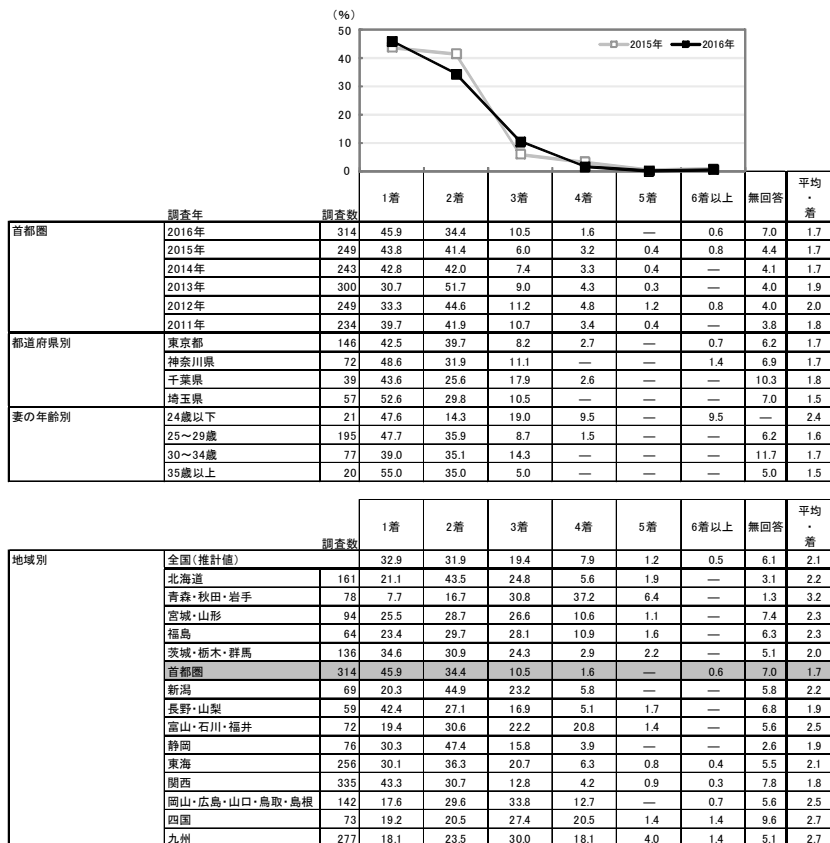 (%)
50
40
30
20
10
0
2015年 2016年
調査年 調査数 1着 2着 3着 4着 5着 6着以上 無回答 平均・着
首都圏 2016年 314 45.9 34.4 10.5 1.6 — 0.6 7.0 1.7
2015年 249 43.8 41.4 6.0 3.2 0.4 0.8 4.4 1.7
2014年 243 42.8 42.0 7.4 3.3 0.4 — 4.1 1.7
2013年 300 30.7 51.7 9.0 4.3 0.3 — 4.0 1.9
2012年 249 33.3 44.6 11.2 4.8 1.2 0.8 4.0 2.0
2011年 234 39.7 41.9 10.7 3.4 0.4 — 3.8 1.8
都道府県別 東京都 146 42.5 39.7 8.2 2.7 — 0.7 6.2 1.7
神奈川県 72 48.6 31.9 11.1 — — 1.4 6.9 1.7
千葉県 39 43.6 25.6 17.9 2.6 — — 10.3 1.8
埼玉県 57 52.6 29.8 10.5 — — — 7.0 1.5
妻の年齢別 24歳以下 21 47.6 14.3 19.0 9.5 — 9.5 — 2.4
25～29歳 195 47.7 35.9 8.7 1.5 — — 6.2 1.6
30～34歳 77 39.0 35.1 14.3 — — — 11.7 1.7
35歳以上 20 55.0 35.0 5.0 — — — 5.0 1.5
調査数 1着 2着 3着 4着 5着 6着以上 無回答 平均・着
地域別 全国(推計値) 32.9 31.9 19.4 7.9 1.2 0.5 6.1 2.1
北海道 161 21.1 43.5 24.8 5.6 1.9 — 3.1 2.2
青森・秋田・岩手 78 7.7 16.7 30.8 37.2 6.4 — 1.3 3.2
宮城・山形 94 25.5 28.7 26.6 10.6 1.1 — 7.4 2.3
福島 64 23.4 29.7 28.1 10.9 1.6 — 6.3 2.3
茨城・栃木・群馬 136 34.6 30.9 24.3 2.9 2.2 — 5.1 2.0
首都圏 314 45.9 34.4 10.5 1.6 — 0.6 7.0 1.7
新潟 69 20.3 44.9 23.2 5.8 — — 5.8 2.2
長野・山梨 59 42.4 27.1 16.9 5.1 1.7 — 6.8 1.9
富山・石川・福井 72 19.4 30.6 22.2 20.8 1.4 — 5.6 2.5
静岡 76 30.3 47.4 15.8 3.9 — — 2.6 1.9
東海 256 30.1 36.3 20.7 6.3 0.8 0.4 5.5 2.1
関西 335 43.3 30.7 12.8 4.2 0.9 0.3 7.8 1.8
岡山・広島・山口・鳥取・島根 142 17.6 29.6 33.8 12.7 — 0.7 5.6 2.5
四国 73 19.2 20.5 27.4 20.5 1.4 1.4 9.6 2.7
九州 277 18.1 23.5 30.0 18.1 4.0 1.4 5.1 2.7